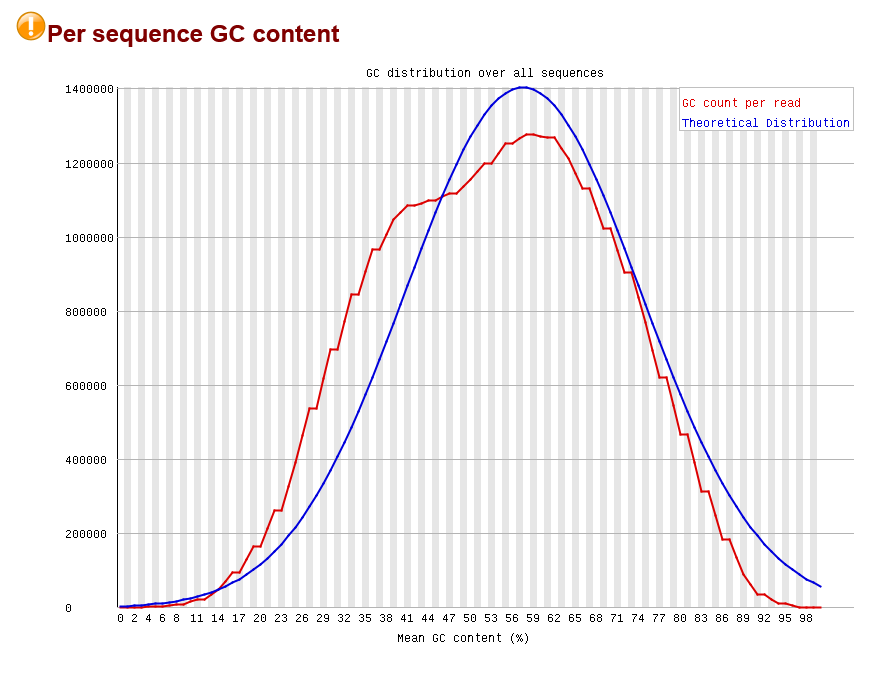 Per sequence GC content
GC distribution over all sequences
GC count per read
Theoretical Distribution
1400000
1200000
1000000
800000
600000
400000
200000
0
0 2 4 6 8 11 14 17 20 23 26 29 32 35 38 41 44 47 50 53 56 59 62 65 68 71 74 77 80 83 86 89 92 95 98
Mean GC content (%)